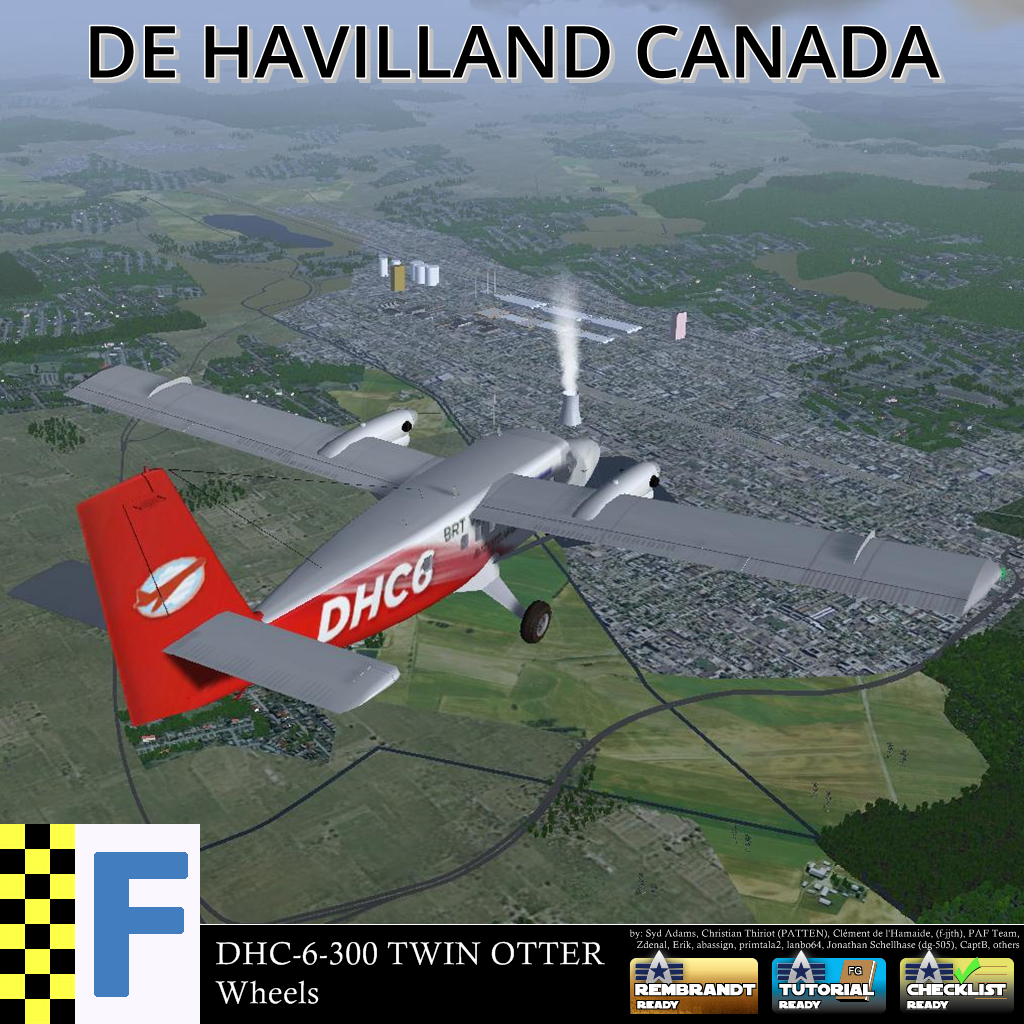 DE HAVILLAND CANADA
BRT
DHC6
F
DHC-6-300 TWIN OTTER
Wheels
by: Syd Adams, Christian Thiriot (PATTEN), Clément de l'Hamaide, (f-jjth), PAF Team,
Zdenal, Erik, abassign, primtala2, lanbo64, Jonathan Schellhase (dg-505), CaptB, others
REMBRANDT
READY
FG
TUTORIAL
READY
CHECKLIST
READY